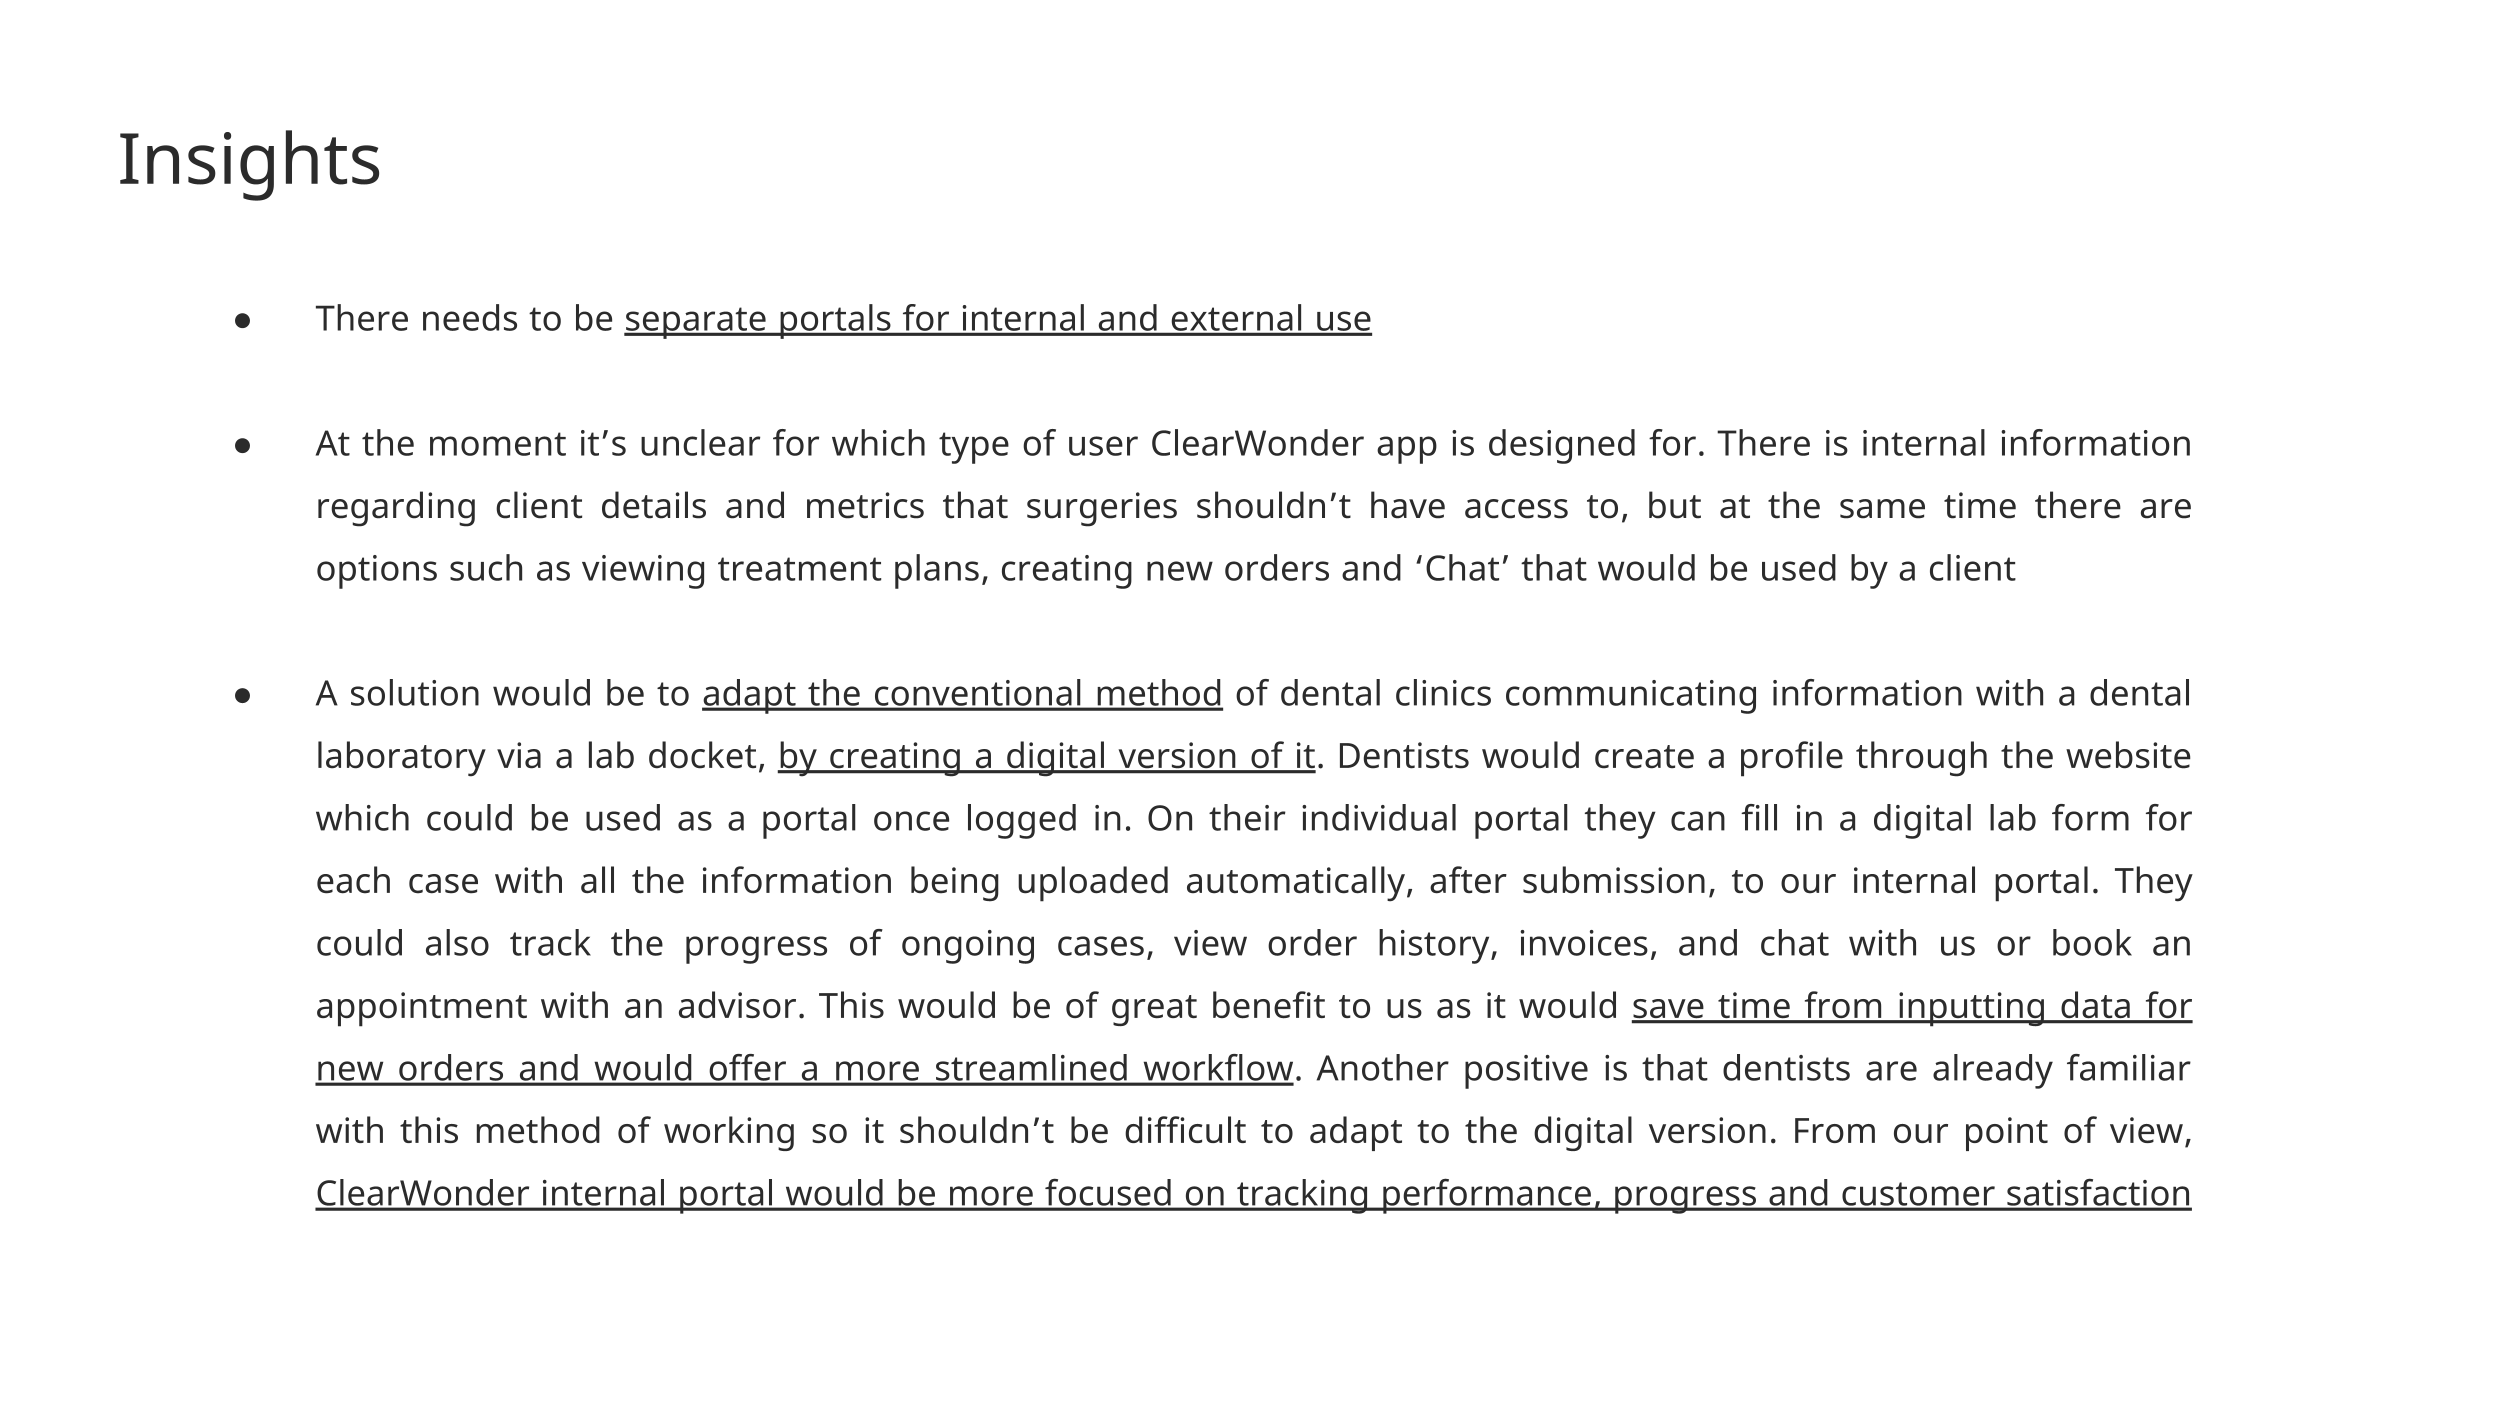 Insights
● There needs to be separate portals for internal and external use
● At the moment it’s unclear for which type of user ClearWonder app is designed for. There is internal information
regarding client details and metrics that surgeries shouldn’t have access to, but at the same time there are
options such as viewing treatment plans, creating new orders and ‘Chat’ that would be used by a client
● A solution would be to adapt the conventional method of dental clinics communicating information with a dental
laboratory via a lab docket, by creating a digital version of it. Dentists would create a profile through the website
which could be used as a portal once logged in. On their individual portal they can fill in a digital lab form for
each case with all the information being uploaded automatically, after submission, to our internal portal. They
could also track the progress of ongoing cases, view order history, invoices, and chat with us or book an
appointment with an advisor. This would be of great benefit to us as it would save time from inputting data for
new orders and would offer a more streamlined workflow. Another positive is that dentists are already familiar
with this method of working so it shouldn’t be difficult to adapt to the digital version. From our point of view,
ClearWonder internal portal would be more focused on tracking performance, progress and customer satisfaction